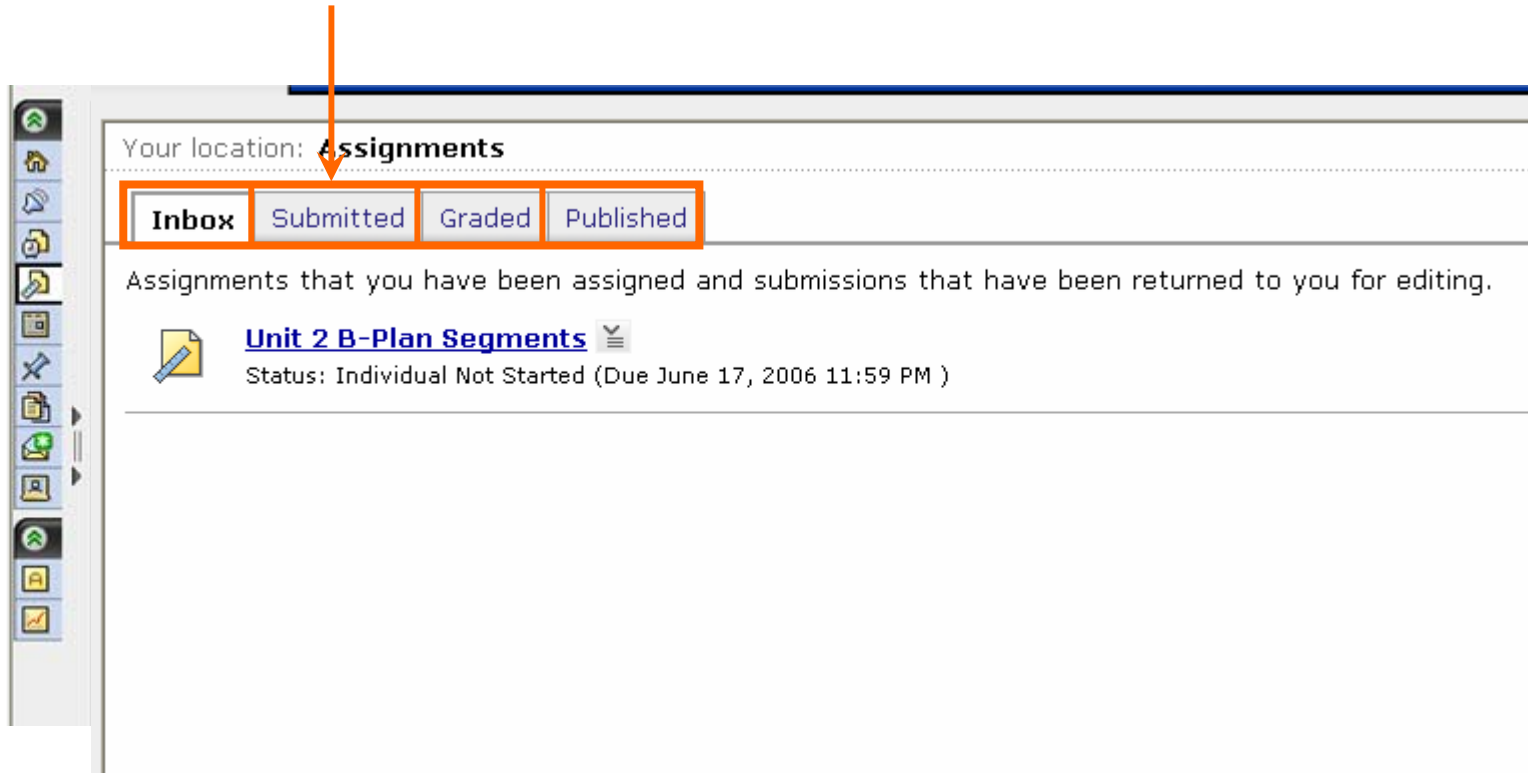 Your location: Assignments
Inbox Submitted Graded Published
Assignments that you have been assigned and submissions that have been returned to you for editing.
Unit 2 B-Plan Segments
Status: Individual Not Started (Due June 17, 2006 11:59 PM )